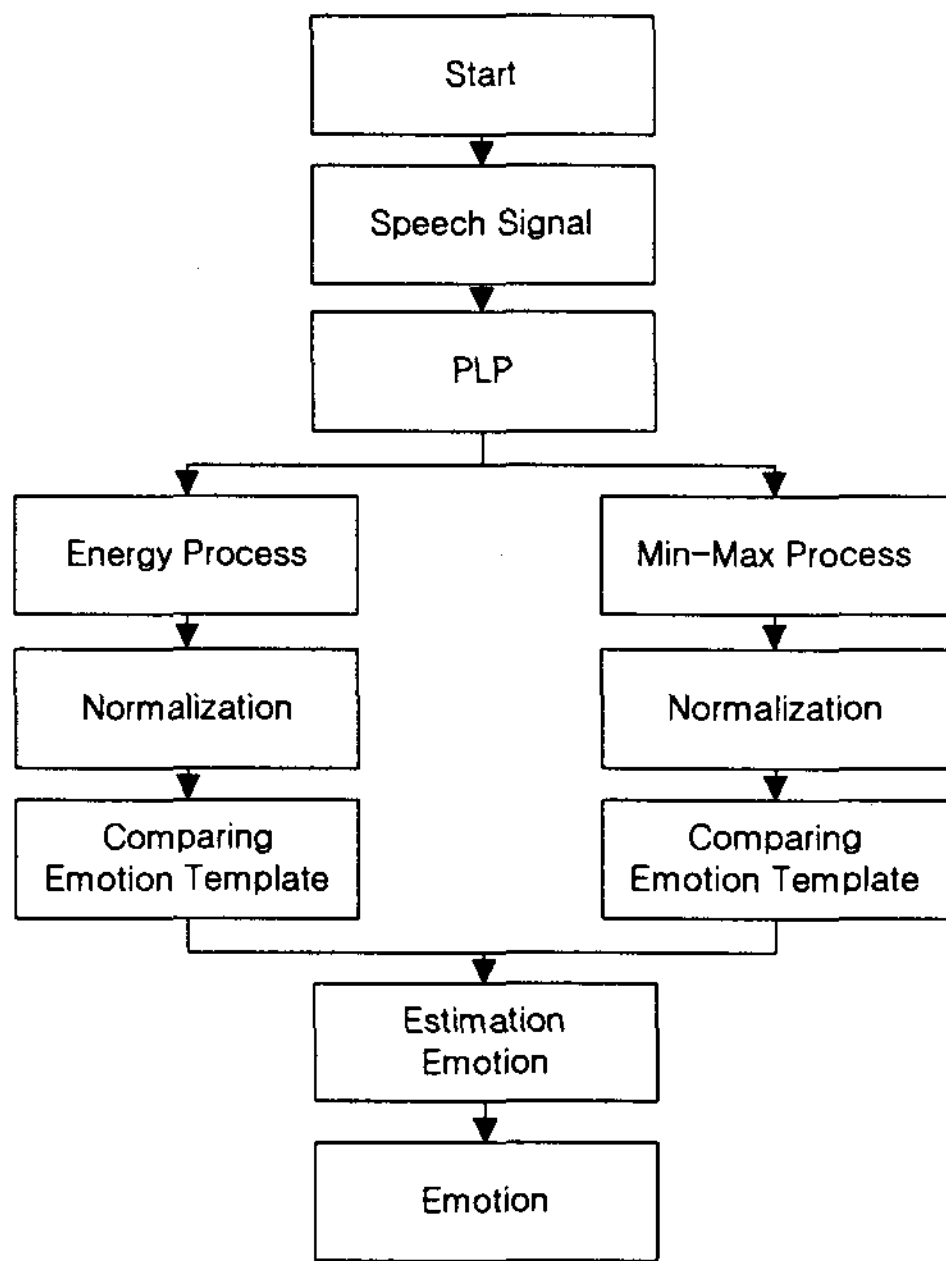 Start
Speech Signal
PLP
Energy Process
Min-Max Process
Normalization
Normalization
Comparing
Emotion Template
Comparing
Emotion Template
Estimation
Emotion
Emotion